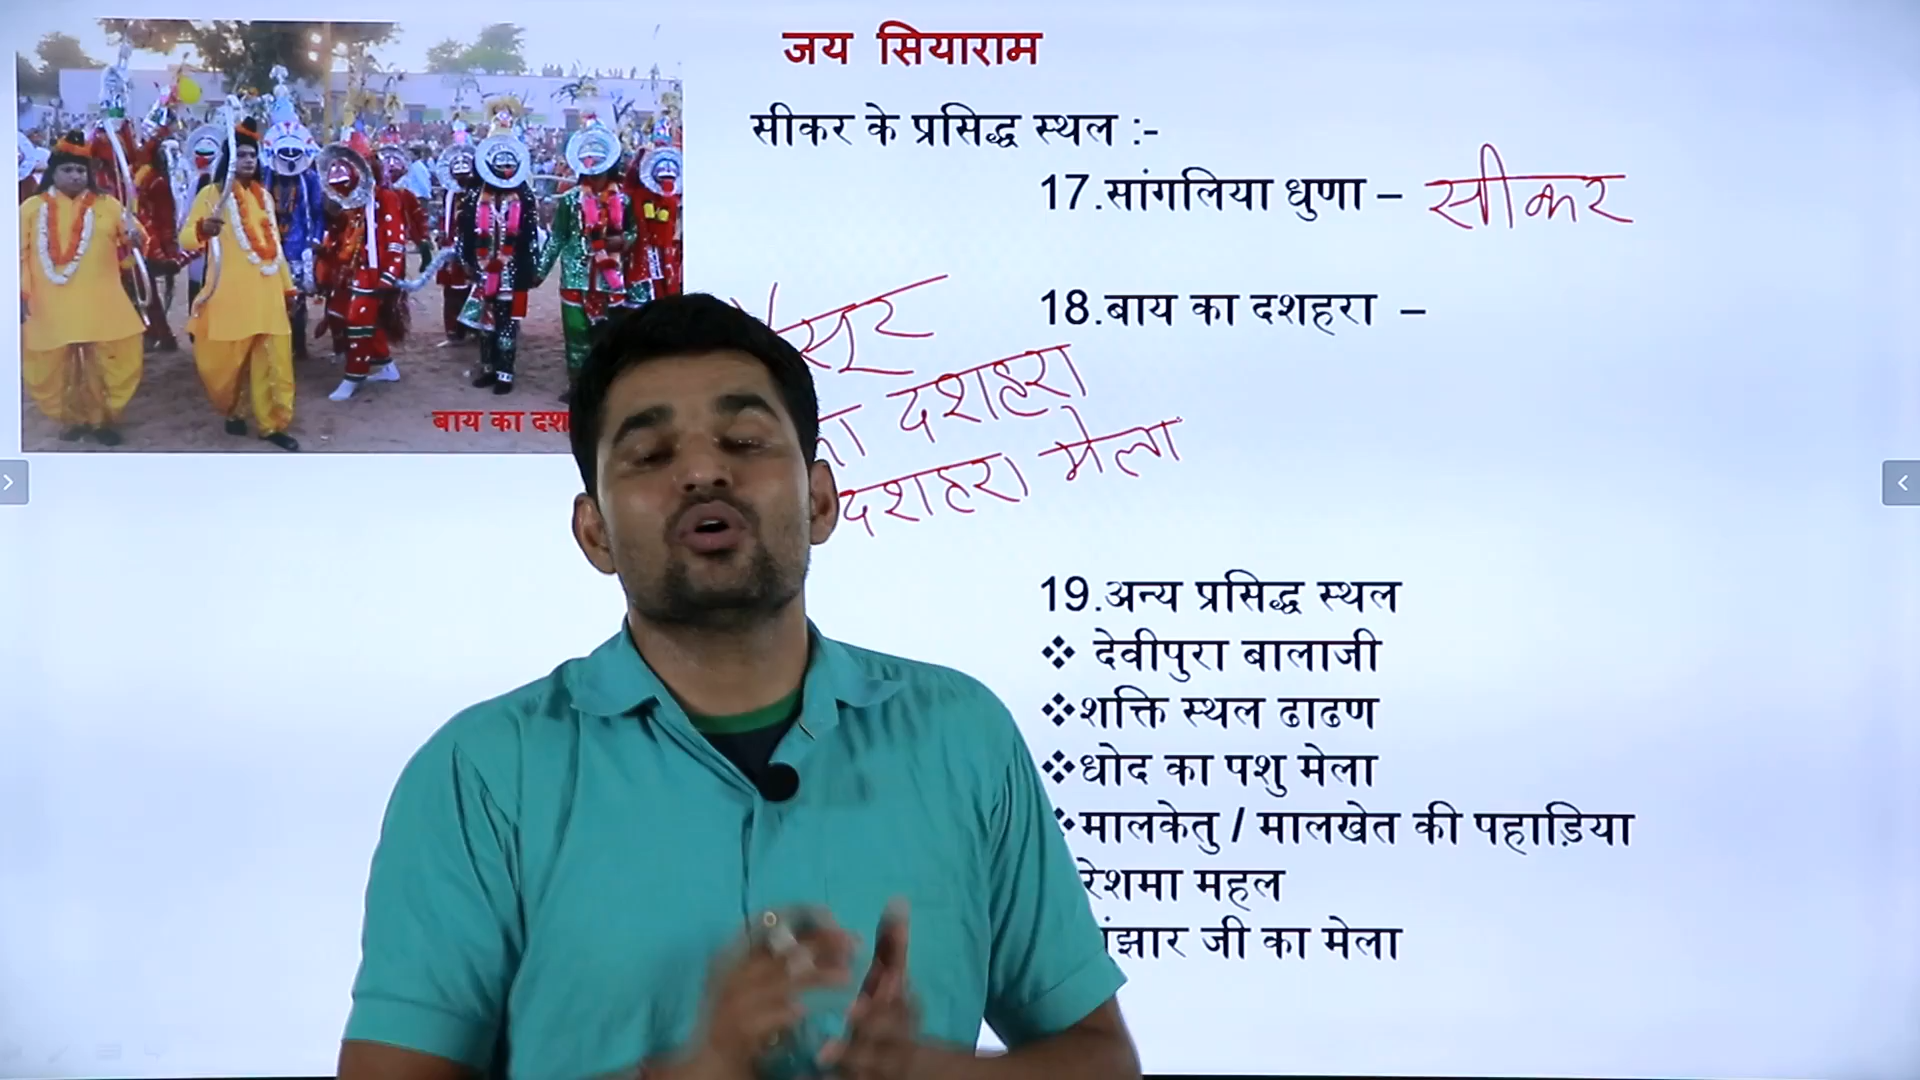 जय सियाराम
सीकर के प्रसिद्ध स्थल :-
17.सांगलिया धुणा – सीकर
18.बाय का दशहरा –
दशहरा
दशहरा मेला
बाय का
19.अन्य प्रसिद्ध स्थल
❖ देवीपुरा बालाजी
❖शक्ति स्थल ढाढण
❖धोद का पशु मेला
❖मालकेतु / मालखेत की पहाड़िया
रेशमा महल
जी का मेला